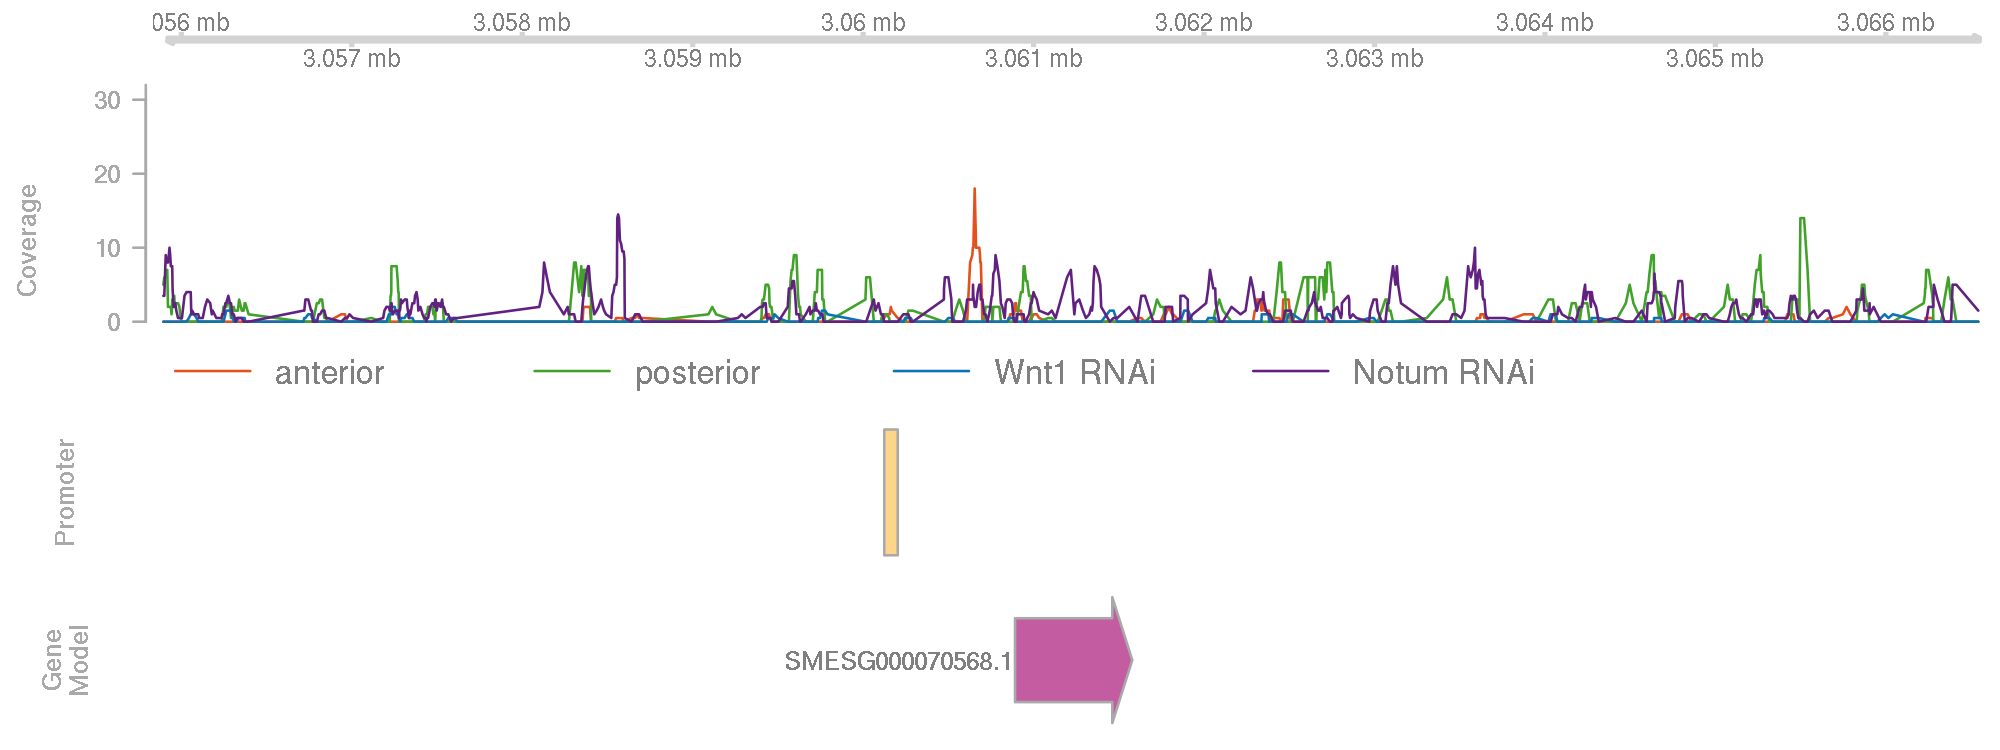 056 mb 3.058 mb 3.06 mb 3.062 mb 3.064 mb 3.066 mb
3.057 mb 3.059 mb 3.061 mb 3.063 mb 3.065 mb
30
20
10
0
Coverage
anterior posterior Wnt1 RNAi Notum RNAi
Promoter
Gene
Model
SMESG000070568.1